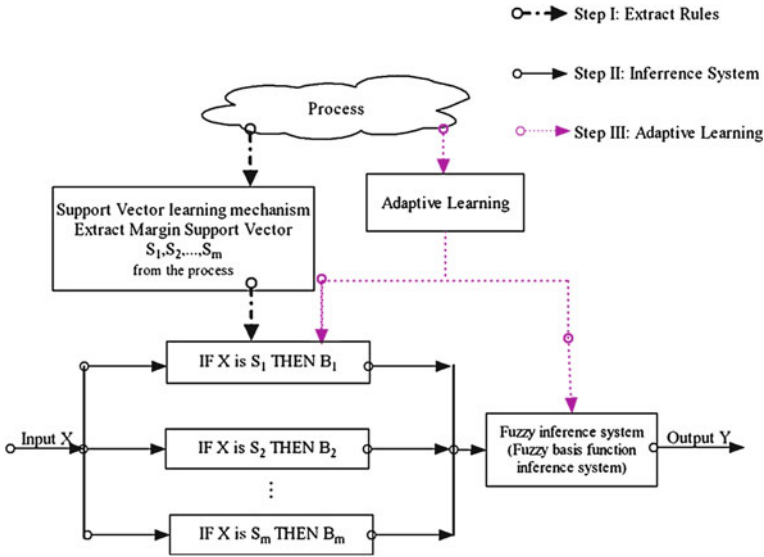 Step I: Extract Rules
Step II: Inferrence System
Step III: Adaptive Learning
Process
Support Vector learning mechanism
Extract Margin Support Vector
S₁,S₂,...,Sₘ
from the process
Adaptive Learning
IF X is S₁ THEN B₁
Input X
IF X is S₂ THEN B₂
⋮
IF X is Sₘ THEN Bₘ
Fuzzy inference system
(Fuzzy basis function
inference system)
Output Y